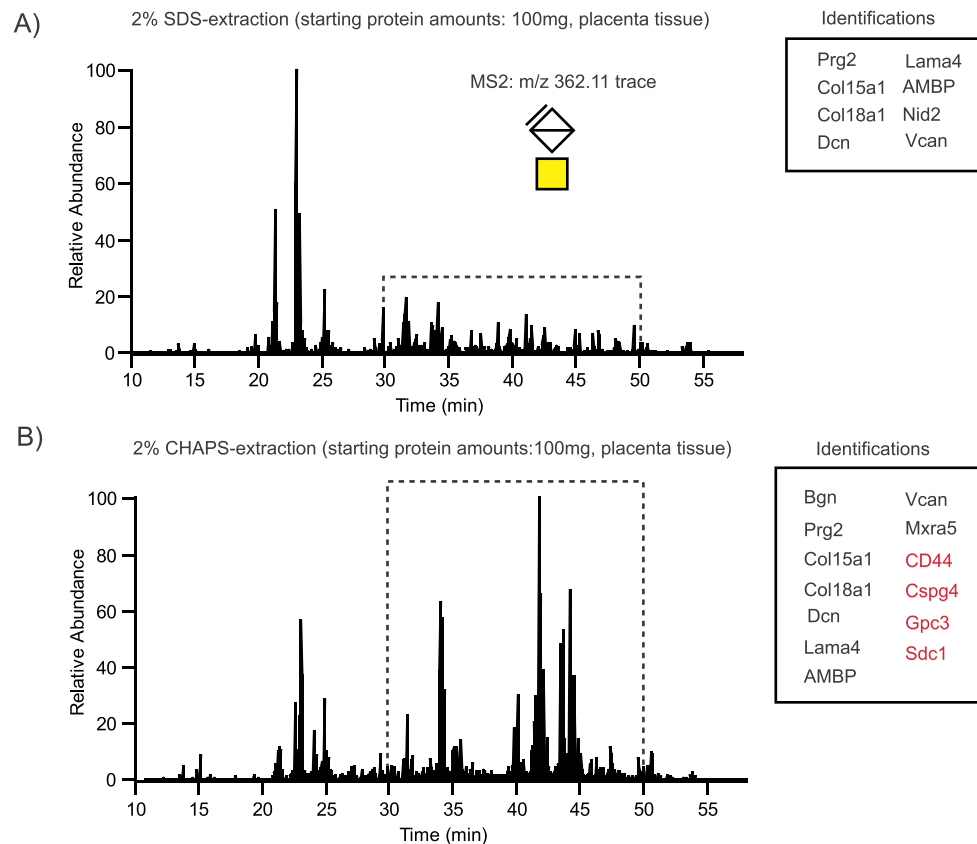 A)
2% SDS-extraction (starting protein amounts: 100mg, placenta tissue)
Identifications
Prg2 Lama4
Col15a1 AMBP
Col18a1 Nid2
Dcn Vcan
MS2: m/z 362.11 trace
Relative Abundance
100
80
60
40
20
0
10 15 20 25 30 35 40 45 50 55
Time (min)
B)
2% CHAPS-extraction (starting protein amounts:100mg, placenta tissue)
Identifications
Bgn Vcan
Prg2 Mxra5
Col15a1 CD44
Col18a1 Cspg4
Dcn Gpc3
Lama4 Sdc1
AMBP
Relative Abundance
100
80
60
40
20
0
10 15 20 25 30 35 40 45 50 55
Time (min)